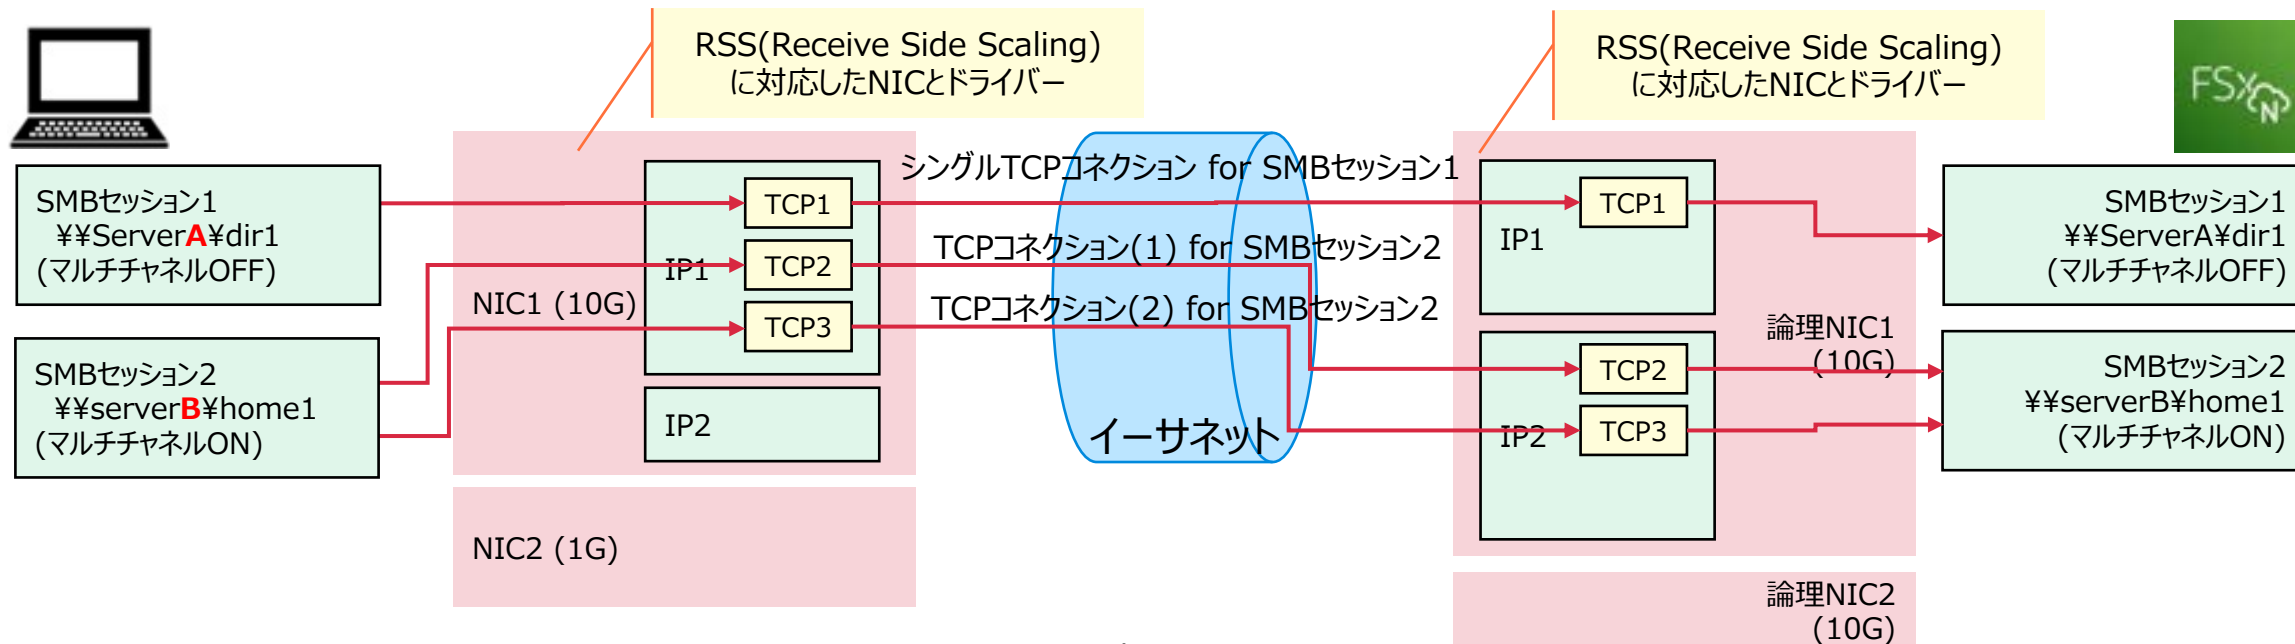 RSS(Receive Side Scaling)
に対応したNICとドライバー
RSS(Receive Side Scaling)
に対応したNICとドライバー
FSx
N
SMBセッション1
¥¥ServerA¥dir1
(マルチチャネルOFF)
SMBセッション2
¥¥serverB¥home1
(マルチチャネルON)
NIC1 (10G)
IP1
TCP1
TCP2
TCP3
IP2
NIC2 (1G)
シングルTCPコネクション for SMBセッション1
TCPコネクション(1) for SMBセッション2
TCPコネクション(2) for SMBセッション2
イーサネット
IP1
TCP1
IP2
TCP2
TCP3
論理NIC1
(10G)
論理NIC2
(10G)
SMBセッション1
¥¥ServerA¥dir1
(マルチチャネルOFF)
SMBセッション2
¥¥serverB¥home1
(マルチチャネルON)